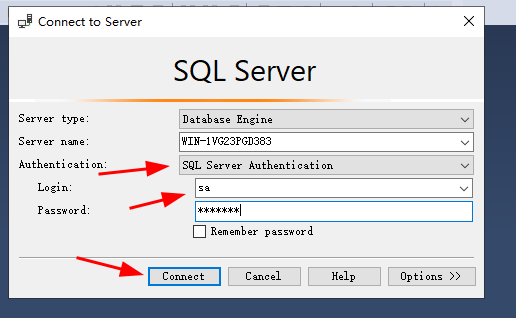 Connect to Server
SQL Server
Server type: Database Engine
Server name: WIN-1VG23PGD383
Authentication: SQL Server Authentication
Login: sa
Password: *******
Remember password
Connect Cancel Help Options >>